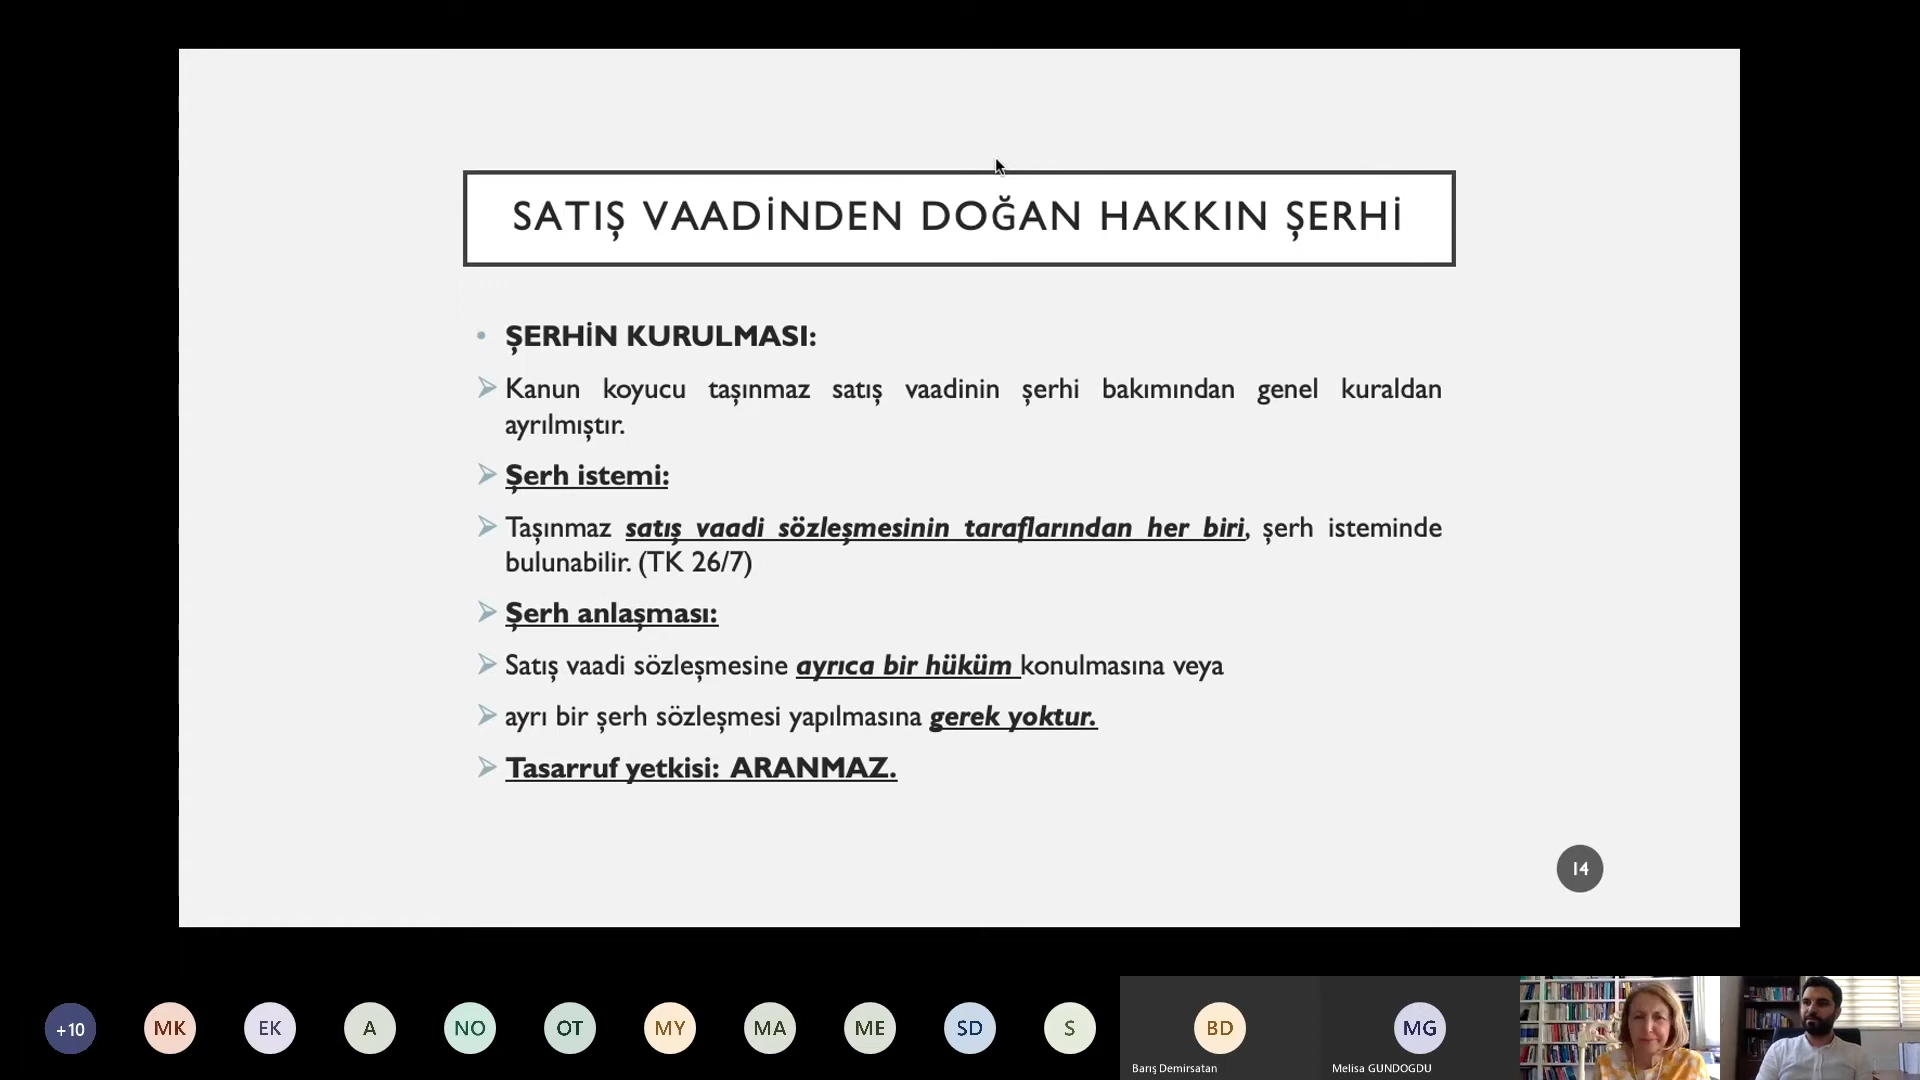 SATIŞ VAADİNDEN DOĞAN HAKKIN ŞERHİ
• ŞERHİN KURULMASI:
Kanun koyucu taşınmaz satış vaadinin şerhi bakımından genel kuraldan
ayrılmıştır.
Şerh istemi:
Taşınmaz satış vaadi sözleşmesinin taraflarından her biri, şerh isteminde
bulunabilir. (TK 26/7)
Şerh anlaşması:
Satış vaadi sözleşmesine ayrıca bir hüküm konulmasına veya
ayrı bir şerh sözleşmesi yapılmasına gerek yoktur.
Tasarruf yetkisi: ARANMAZ.
14
+10 MK EK A NO OT MY MA ME SD S BD MG
Barış Demirsatan Melisa GUNDOGDU